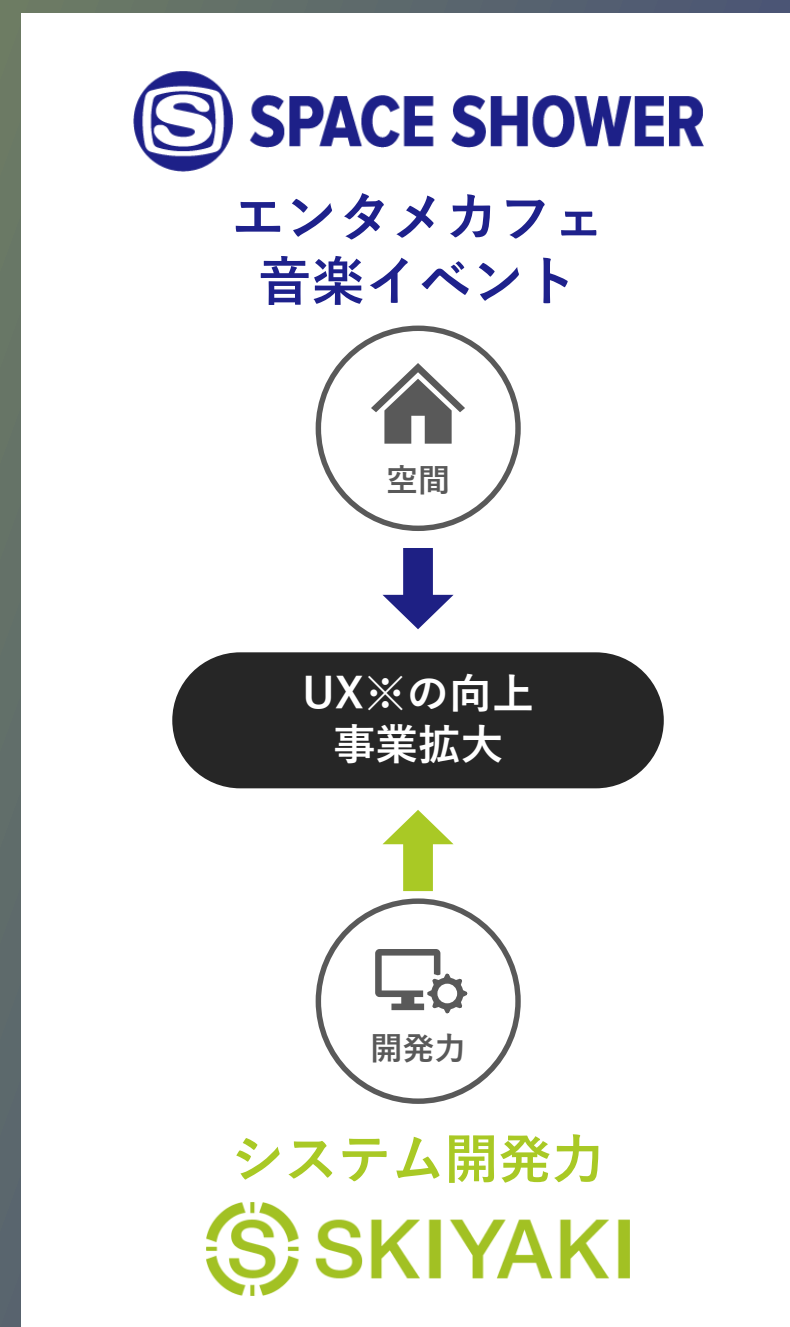 SPACE SHOWER
エンタメカフェ
音楽イベント
空間
UX※の向上
事業拡大
開発力
システム開発力
SKIYAKI